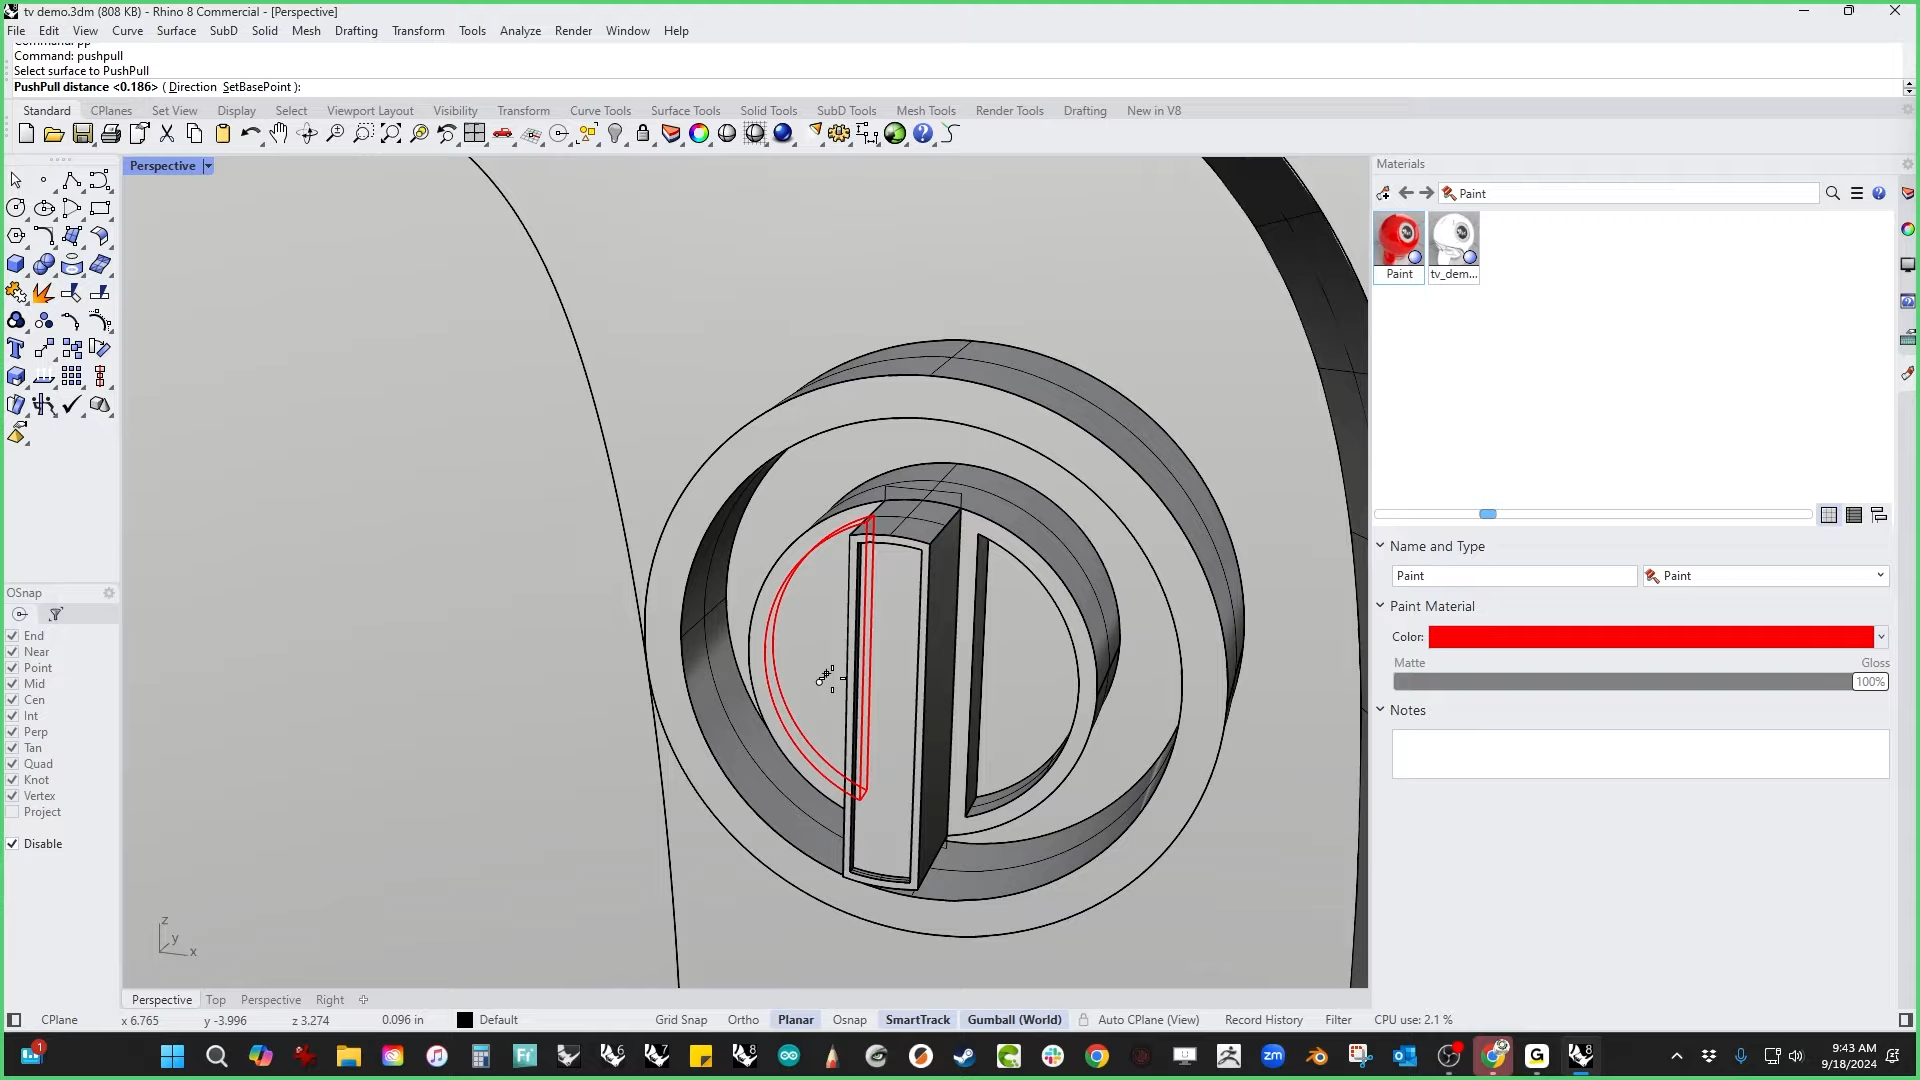 tv demo.3dm (808 KB) - Rhino 8 Commercial - [Perspective]
File Edit View Curve Surface SubD Solid Mesh Drafting Transform Tools Analyze Render Window Help
Command: pp
Command: pushpull
Select surface to PushPull
PushPull distance <0.186> ( Direction SetBasePoint ):
Standard CPlanes Set View Display Select Viewport Layout Visibility Transform Curve Tools Surface Tools Solid Tools SubD Tools Mesh Tools Render Tools Drafting New in V8
Perspective
Materials
Paint
Paint
tv_dem...
Name and Type
Paint
Paint
Paint Material
Color:
Matte
Gloss
100%
Notes
OSnap
End
Near
Point
Mid
Cen
Int
Perp
Tan
Quad
Knot
Vertex
Project
Disable
z
y
x
Perspective Top Perspective Right
CPlane x 6.765 y -3.996 z 3.274 0.096 in Default Grid Snap Ortho Planar Osnap SmartTrack Gumball (World) Auto CPlane (View) Record History Filter CPU use: 2.1 %
9:43 AM
9/18/2024